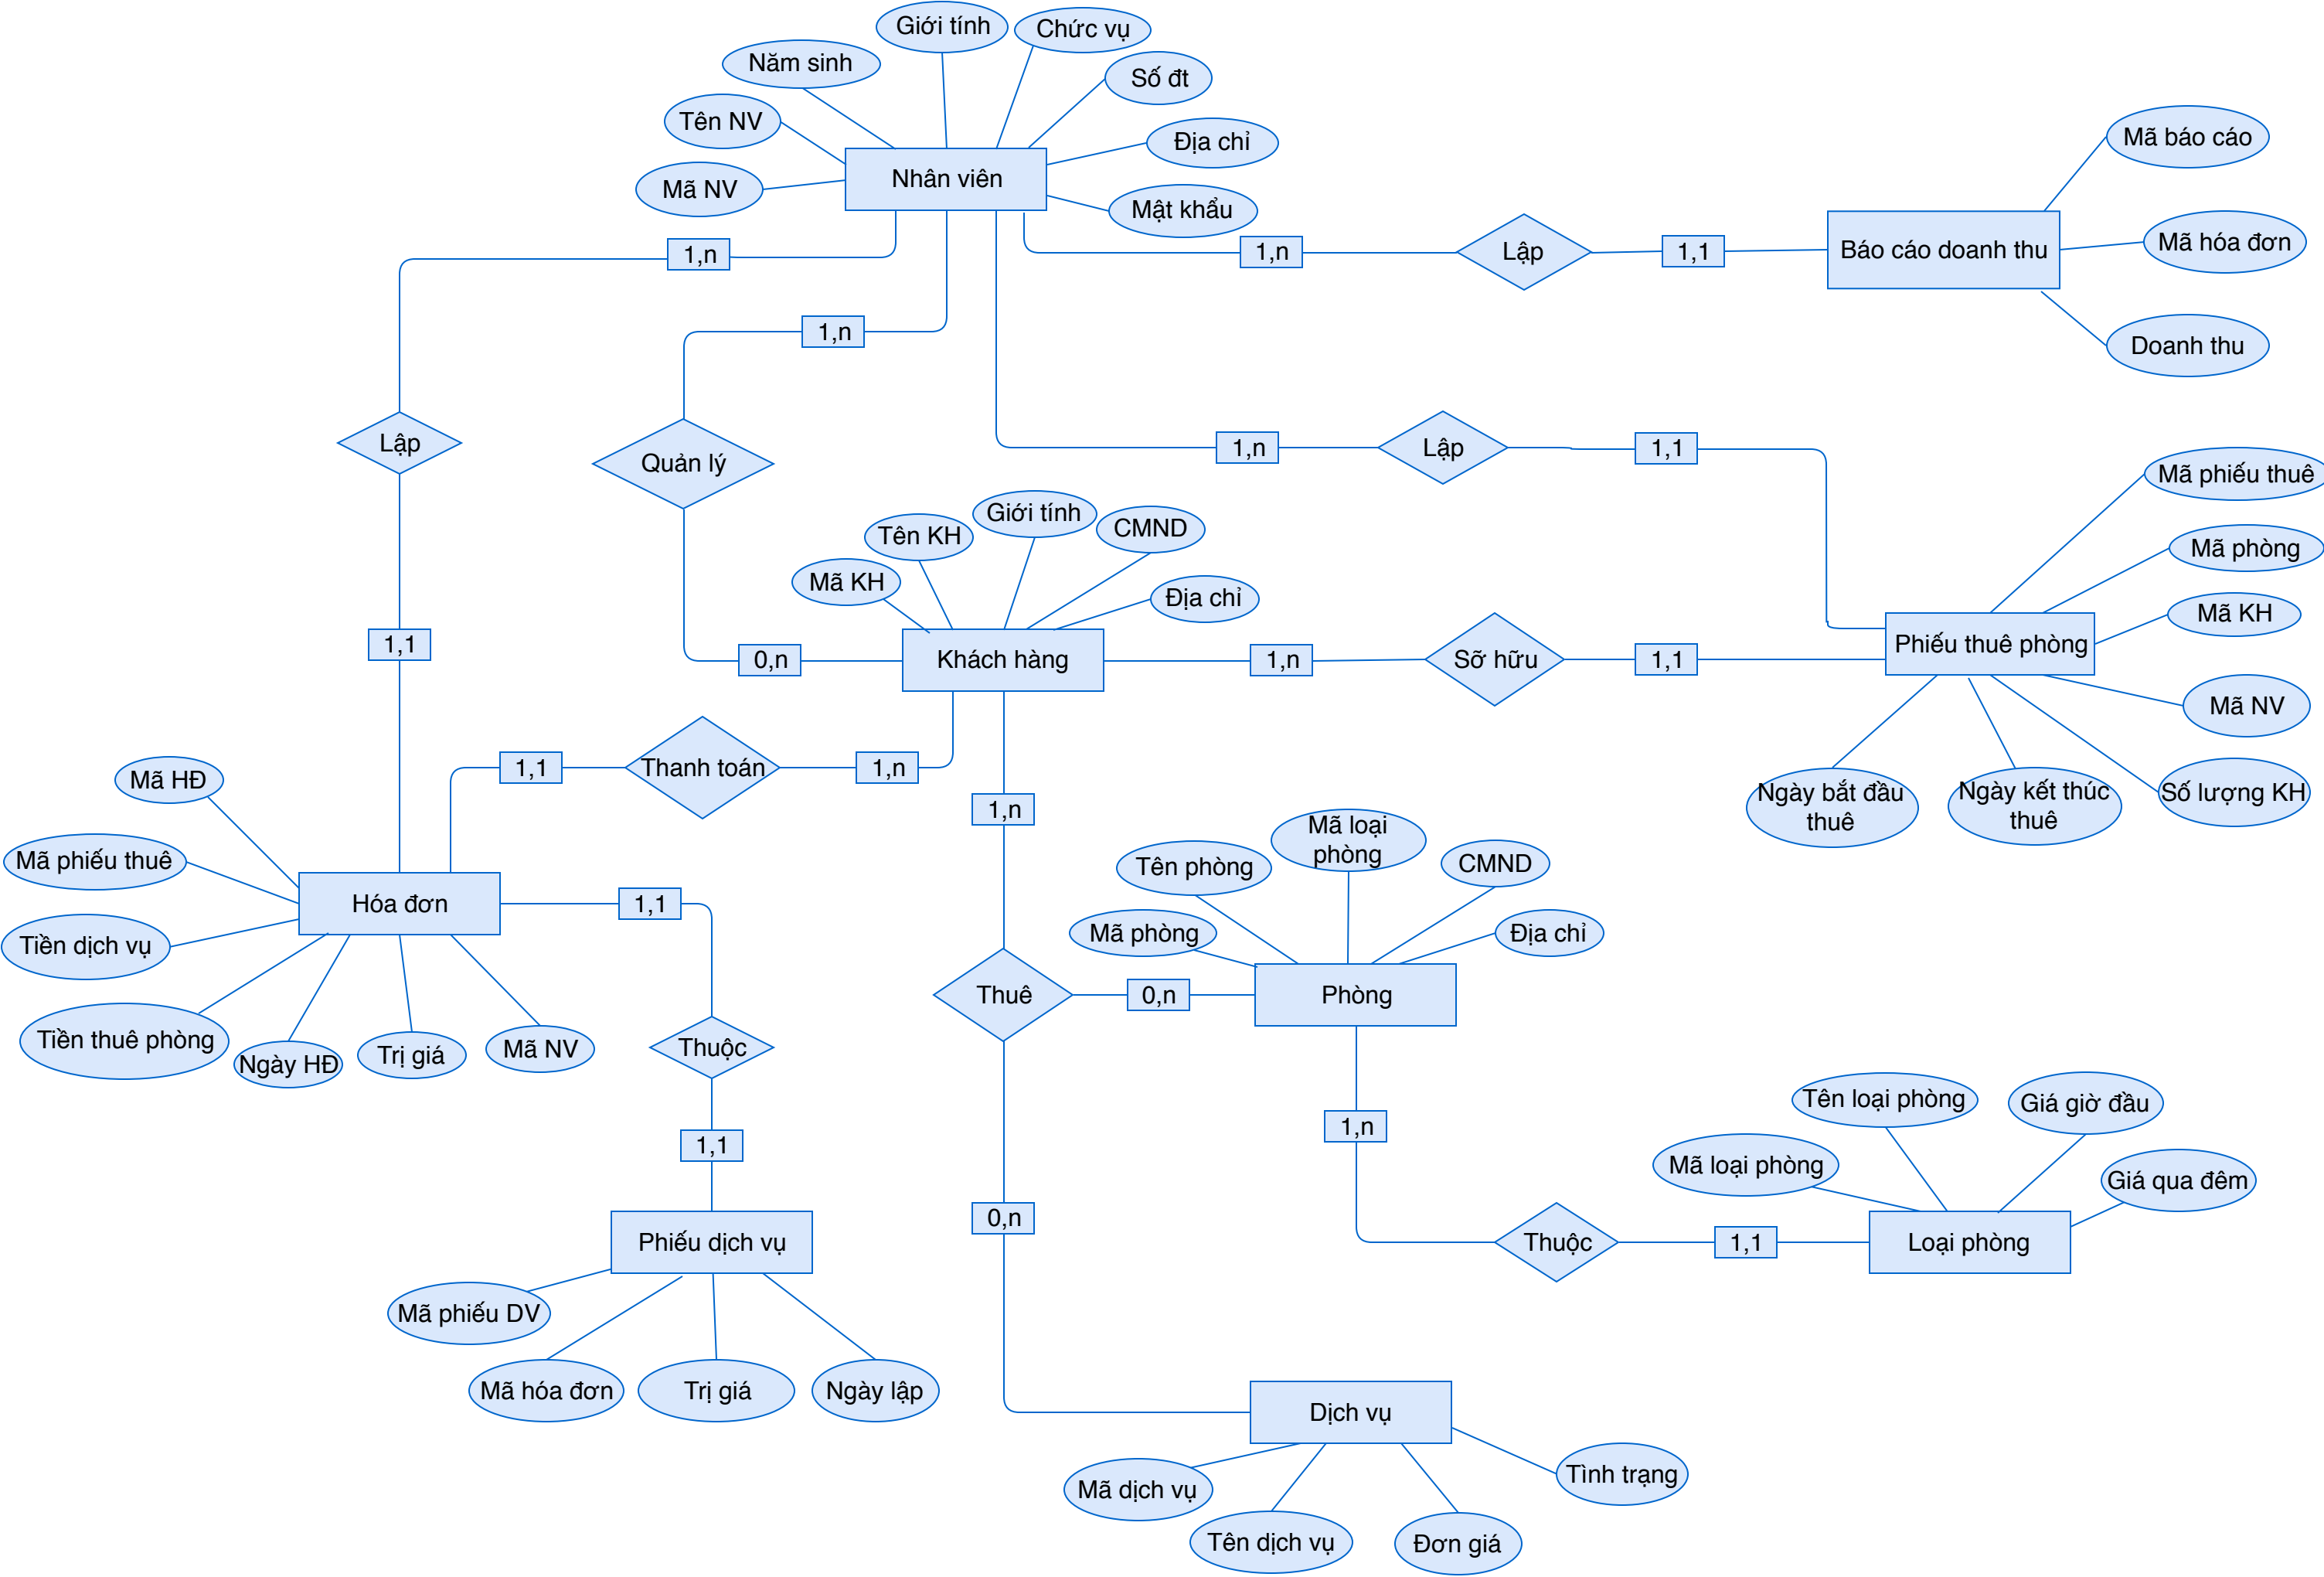 Giới tính
Chức vụ
Năm sinh
Số đt
Tên NV
Địa chỉ
Mã báo cáo
Nhân viên
Mã NV
Mật khẩu
1,n
1,n
Lập
1,1
Báo cáo doanh thu
Mã hóa đơn
1,n
Doanh thu
Lập
Quản lý
1,n
Lập
1,1
Mã phiếu thuê
Giới tính
CMND
Tên KH
Mã phòng
Mã KH
Địa chỉ
Mã KH
1,1
0,n
Khách hàng
1,n
Sỡ hữu
1,1
Phiếu thuê phòng
Mã NV
Mã HĐ
1,1
Thanh toán
1,n
1,n
Ngày bắt đầu
thuê
Ngày kết thúc
thuê
Số lượng KH
Mã phiếu thuê
Tên phòng
Mã loại
phòng
CMND
Hóa đơn
1,1
Mã phòng
Địa chỉ
Tiền dịch vụ
Thuê
0,n
Phòng
Tiền thuê phòng
Ngày HĐ
Trị giá
Mã NV
Thuộc
Tên loại phòng
Giá giờ đầu
1,1
1,n
Mã loại phòng
Giá qua đêm
0,n
Phiếu dịch vụ
Thuộc
1,1
Loại phòng
Mã phiếu DV
Mã hóa đơn
Trị giá
Ngày lập
Dịch vụ
Mã dịch vụ
Tình trạng
Tên dịch vụ
Đơn giá